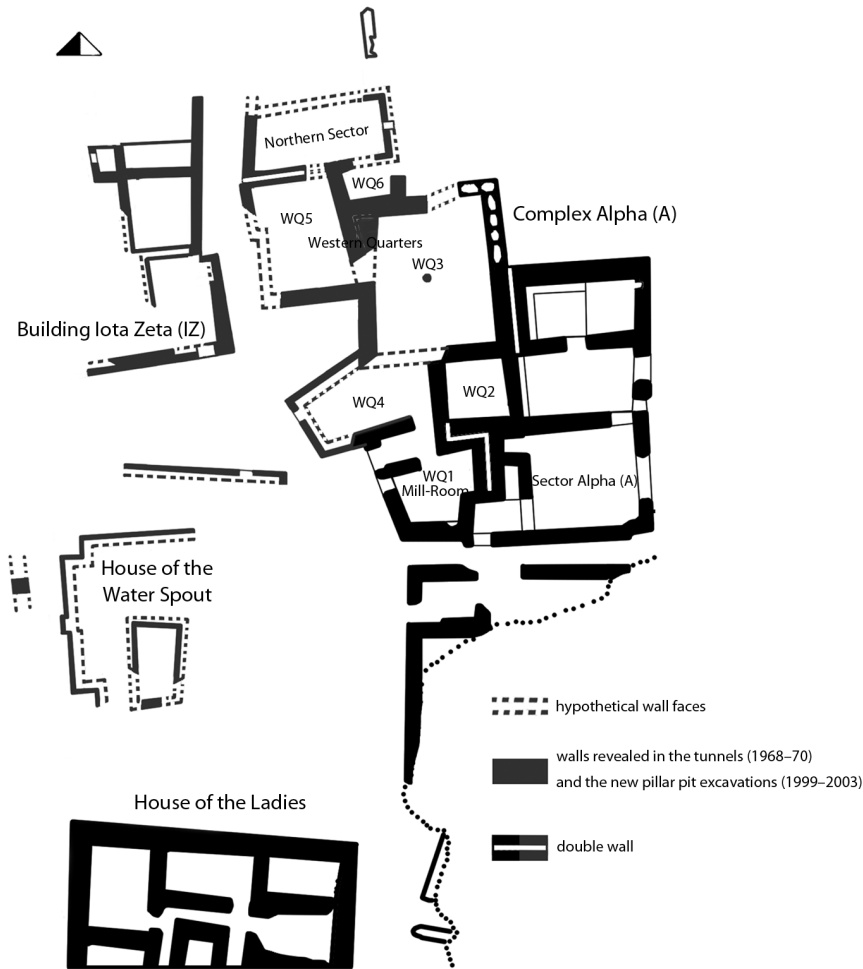 Northern Sector
WQ6
Complex Alpha (A)
WQ5
Western Quarters
WQ3
Building Iota Zeta (IZ)
WQ2
WQ4
WQ1
Mill-Room
Sector Alpha (A)
House of the
Water Spout
hypothetical wall faces
walls revealed in the tunnels (1968–70)
and the new pillar pit excavations (1999–2003)
House of the Ladies
double wall